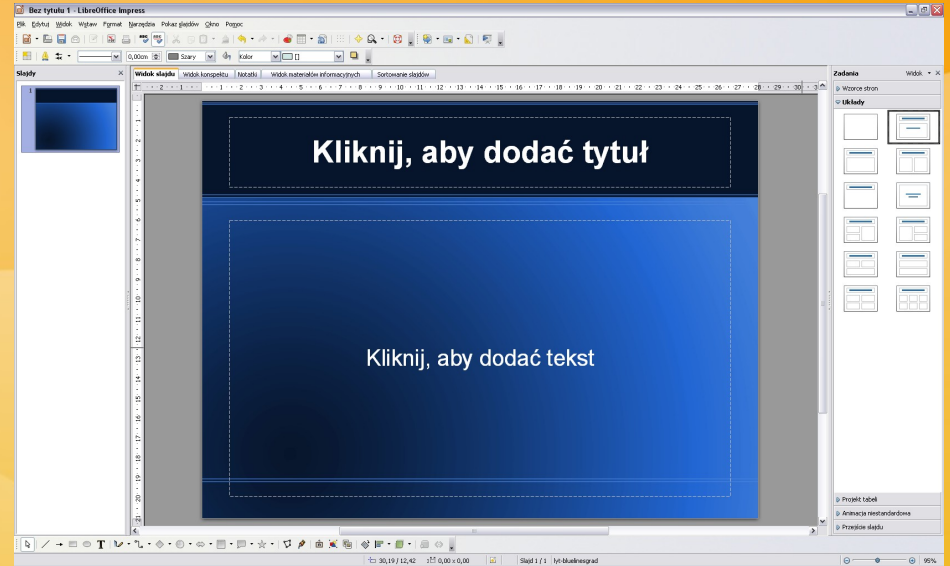 Bez tytułu 1 - LibreOffice Impress
Plik Edytuj Widok Wstaw Format Narzędzia Pokaz slajdów Okno Pomoc
0,00cm Szary Kolor
Slajdy
Widok slajdu Widok konspektu Notatki Widok materiałów informacyjnych Sortowanie slajdów
Zadania Widok
Wzorce stron
Układy
1
Kliknij, aby dodać tytuł
Kliknij, aby dodać tekst
Projekt tabeli
Animacja niestandardowa
Przejście slajdu
30,19 / 12,42 0,00 x 0,00 Slajd 1 / 1 lyt-bluelinesgrad 95%